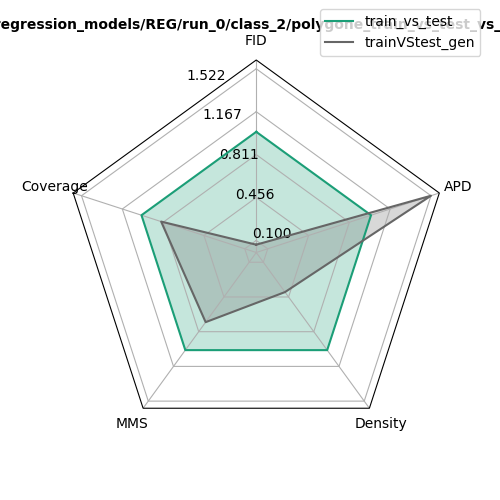 regression_models/REG/run_0/class_2/polygone_train_vs_test_vs_
train_vs_test
trainVStest_gen
FID
1.522
1.167
0.811
Coverage
APD
0.456
0.100
MMS
Density